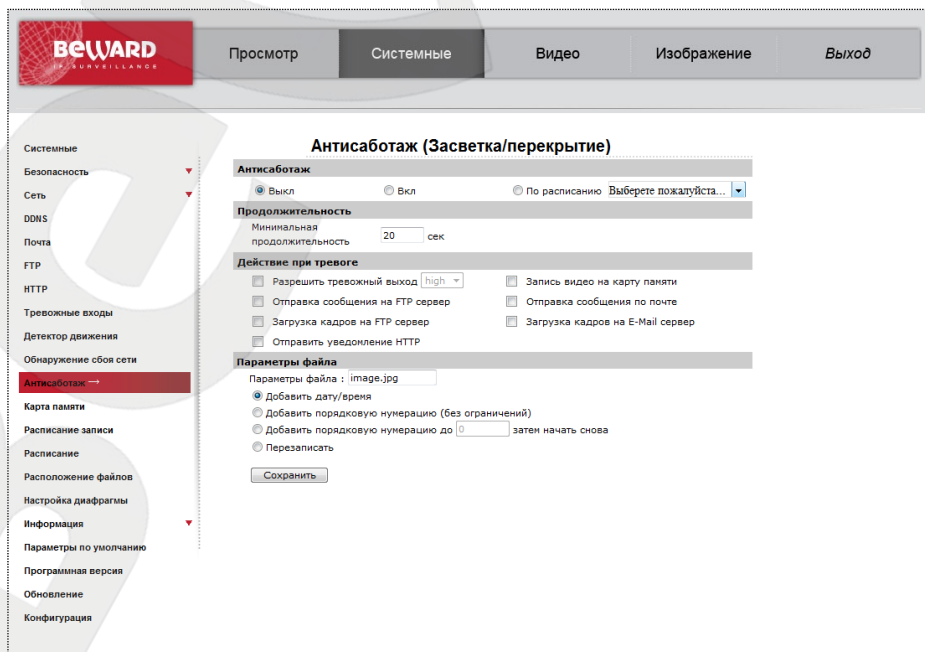 BEWARD
IP SURVEILLANCE
Просмотр
Системные
Видео
Изображение
Выход
Системные
Безопасность
Сеть
DDNS
Почта
FTP
HTTP
Тревожные входы
Детектор движения
Обнаружение сбоя сети
Антисаботаж →
Карта памяти
Расписание записи
Расписание
Расположение файлов
Настройка диафрагмы
Информация
Параметры по умолчанию
Программная версия
Обновление
Конфигурация
Антисаботаж (Засветка/перекрытие)
Антисаботаж
Выкл
Вкл
По расписанию Выберете пожалуйста...
Продолжительность
Минимальная
продолжительность 20 сек
Действие при тревоге
Разрешить тревожный выход high
Запись видео на карту памяти
Отправка сообщения на FTP сервер
Отправка сообщения по почте
Загрузка кадров на FTP сервер
Загрузка кадров на E-Mail сервер
Отправить уведомление HTTP
Параметры файла
Параметры файла : image.jpg
Добавить дату/время
Добавить порядковую нумерацию (без ограничений)
Добавить порядковую нумерацию до 0 затем начать снова
Перезаписать
Сохранить